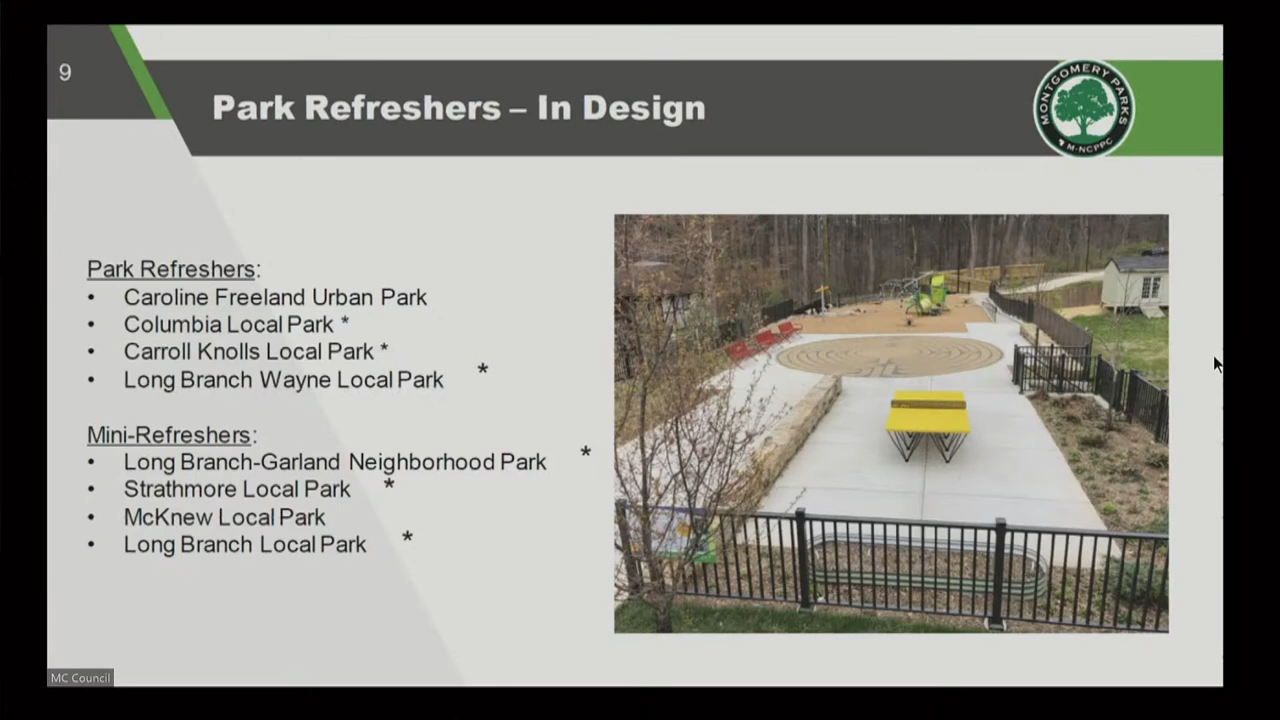 9
Park Refreshers – In Design
MONTGOMERY PARKS
M-NCPPC
Park Refreshers:
• Caroline Freeland Urban Park
• Columbia Local Park *
• Carroll Knolls Local Park *
• Long Branch Wayne Local Park *
Mini-Refreshers:
• Long Branch-Garland Neighborhood Park *
• Strathmore Local Park *
• McKnew Local Park
• Long Branch Local Park *
MC Council